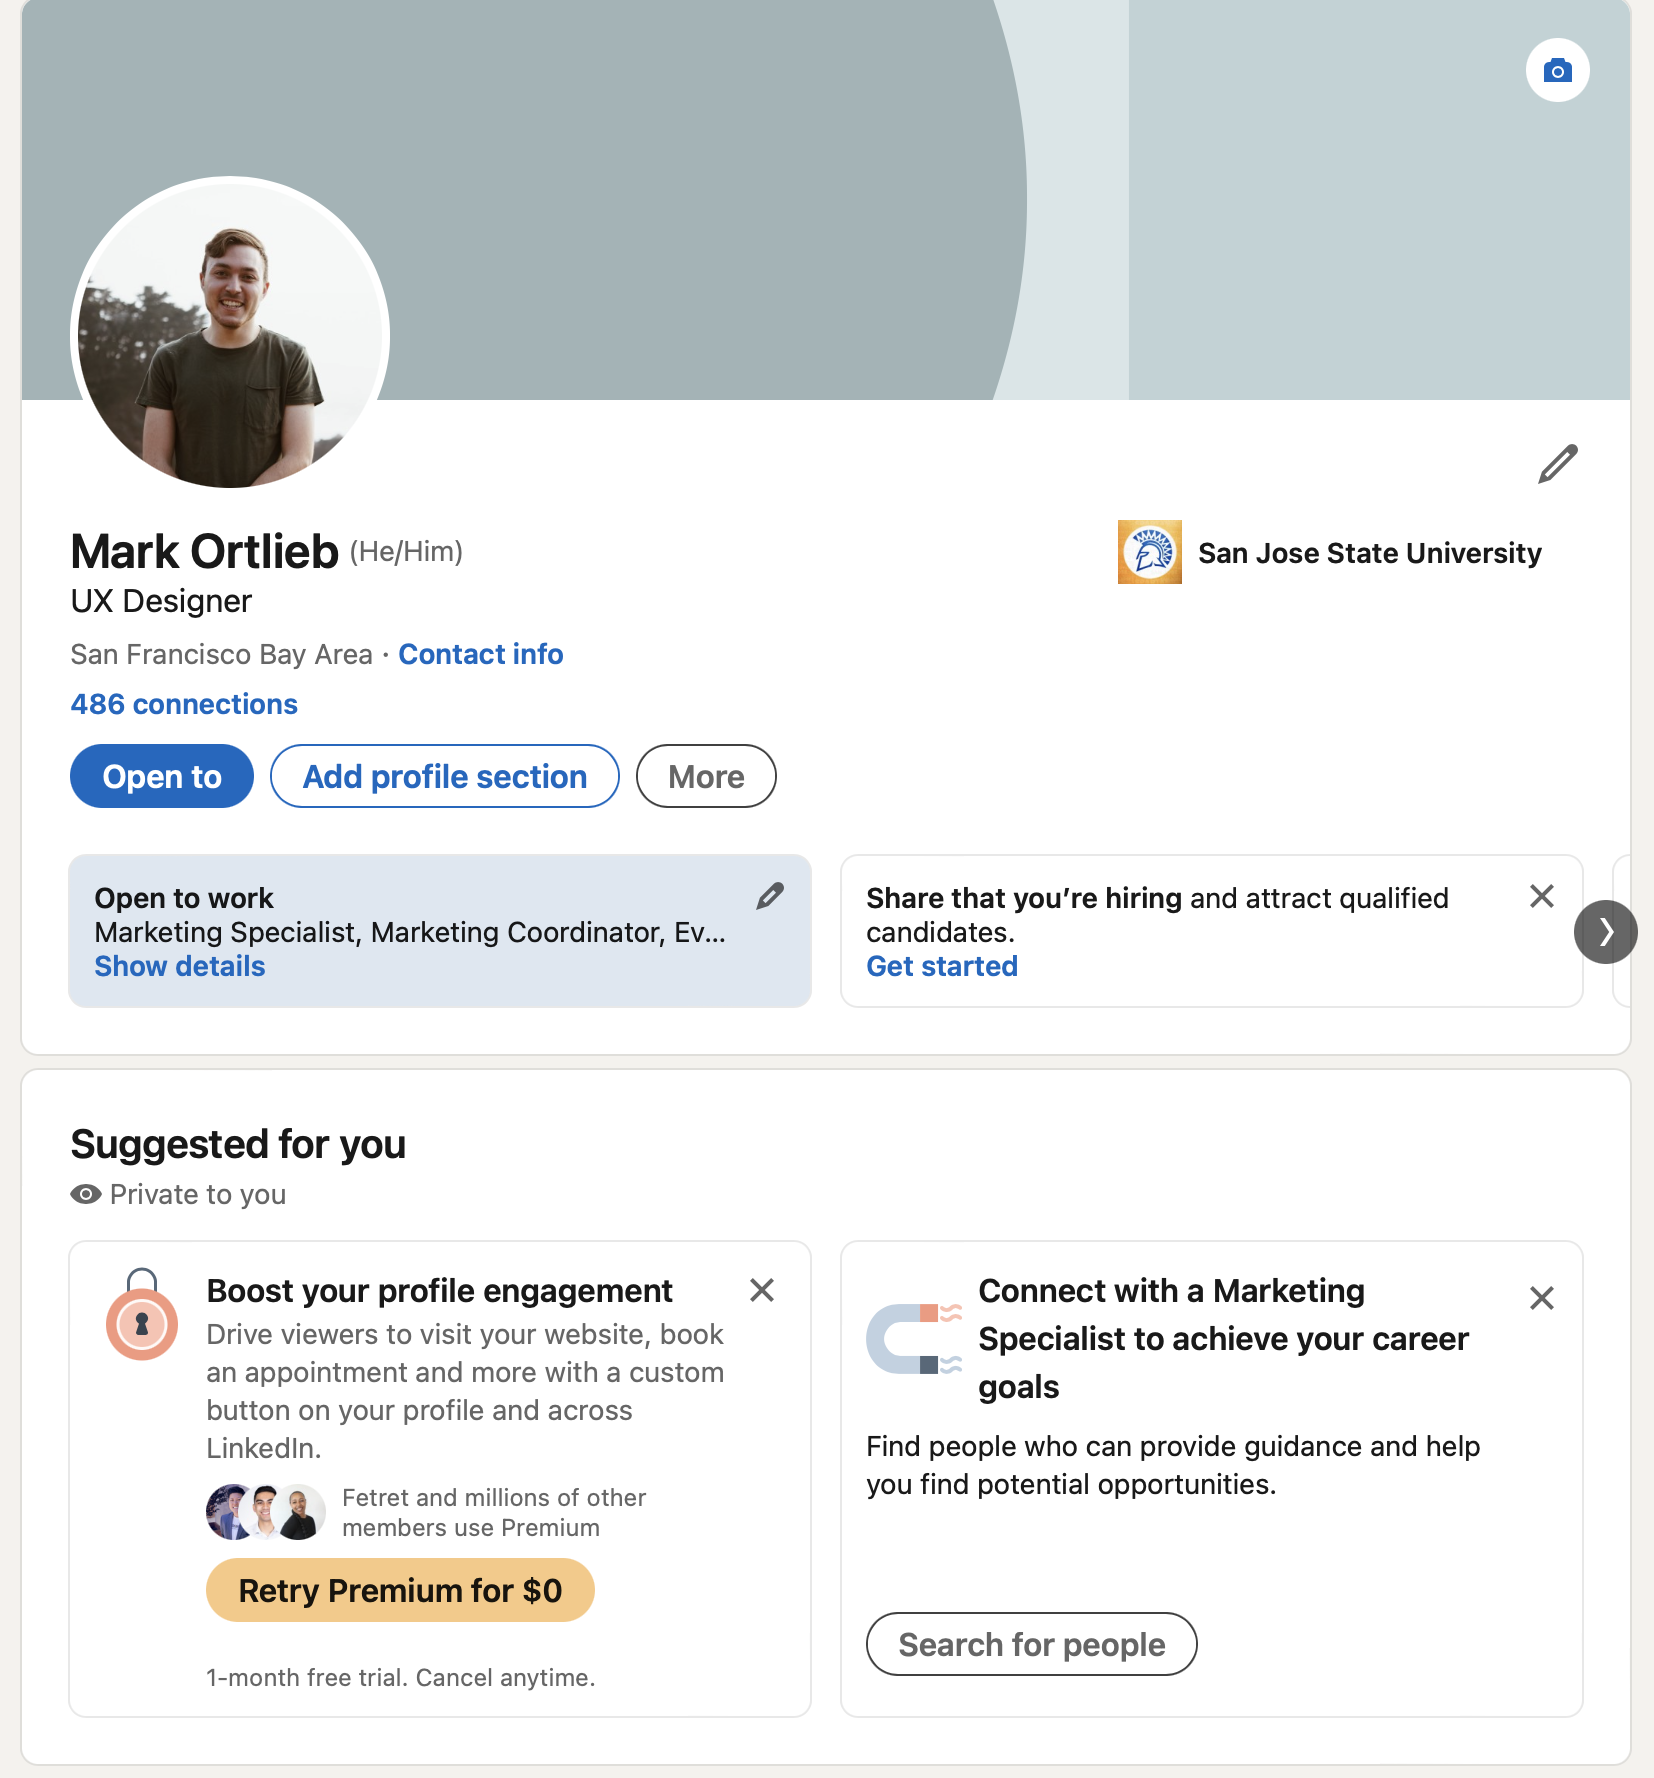 Mark Ortlieb (He/Him)
San Jose State University
UX Designer
San Francisco Bay Area · Contact info
486 connections
Open to
Add profile section
More
Open to work
Marketing Specialist, Marketing Coordinator, Ev...
Show details
Share that you’re hiring and attract qualified
candidates.
Get started
Suggested for you
Private to you
Boost your profile engagement
Drive viewers to visit your website, book
an appointment and more with a custom
button on your profile and across
LinkedIn.
Fetret and millions of other
members use Premium
Retry Premium for $0
1-month free trial. Cancel anytime.
Connect with a Marketing
Specialist to achieve your career
goals
Find people who can provide guidance and help
you find potential opportunities.
Search for people